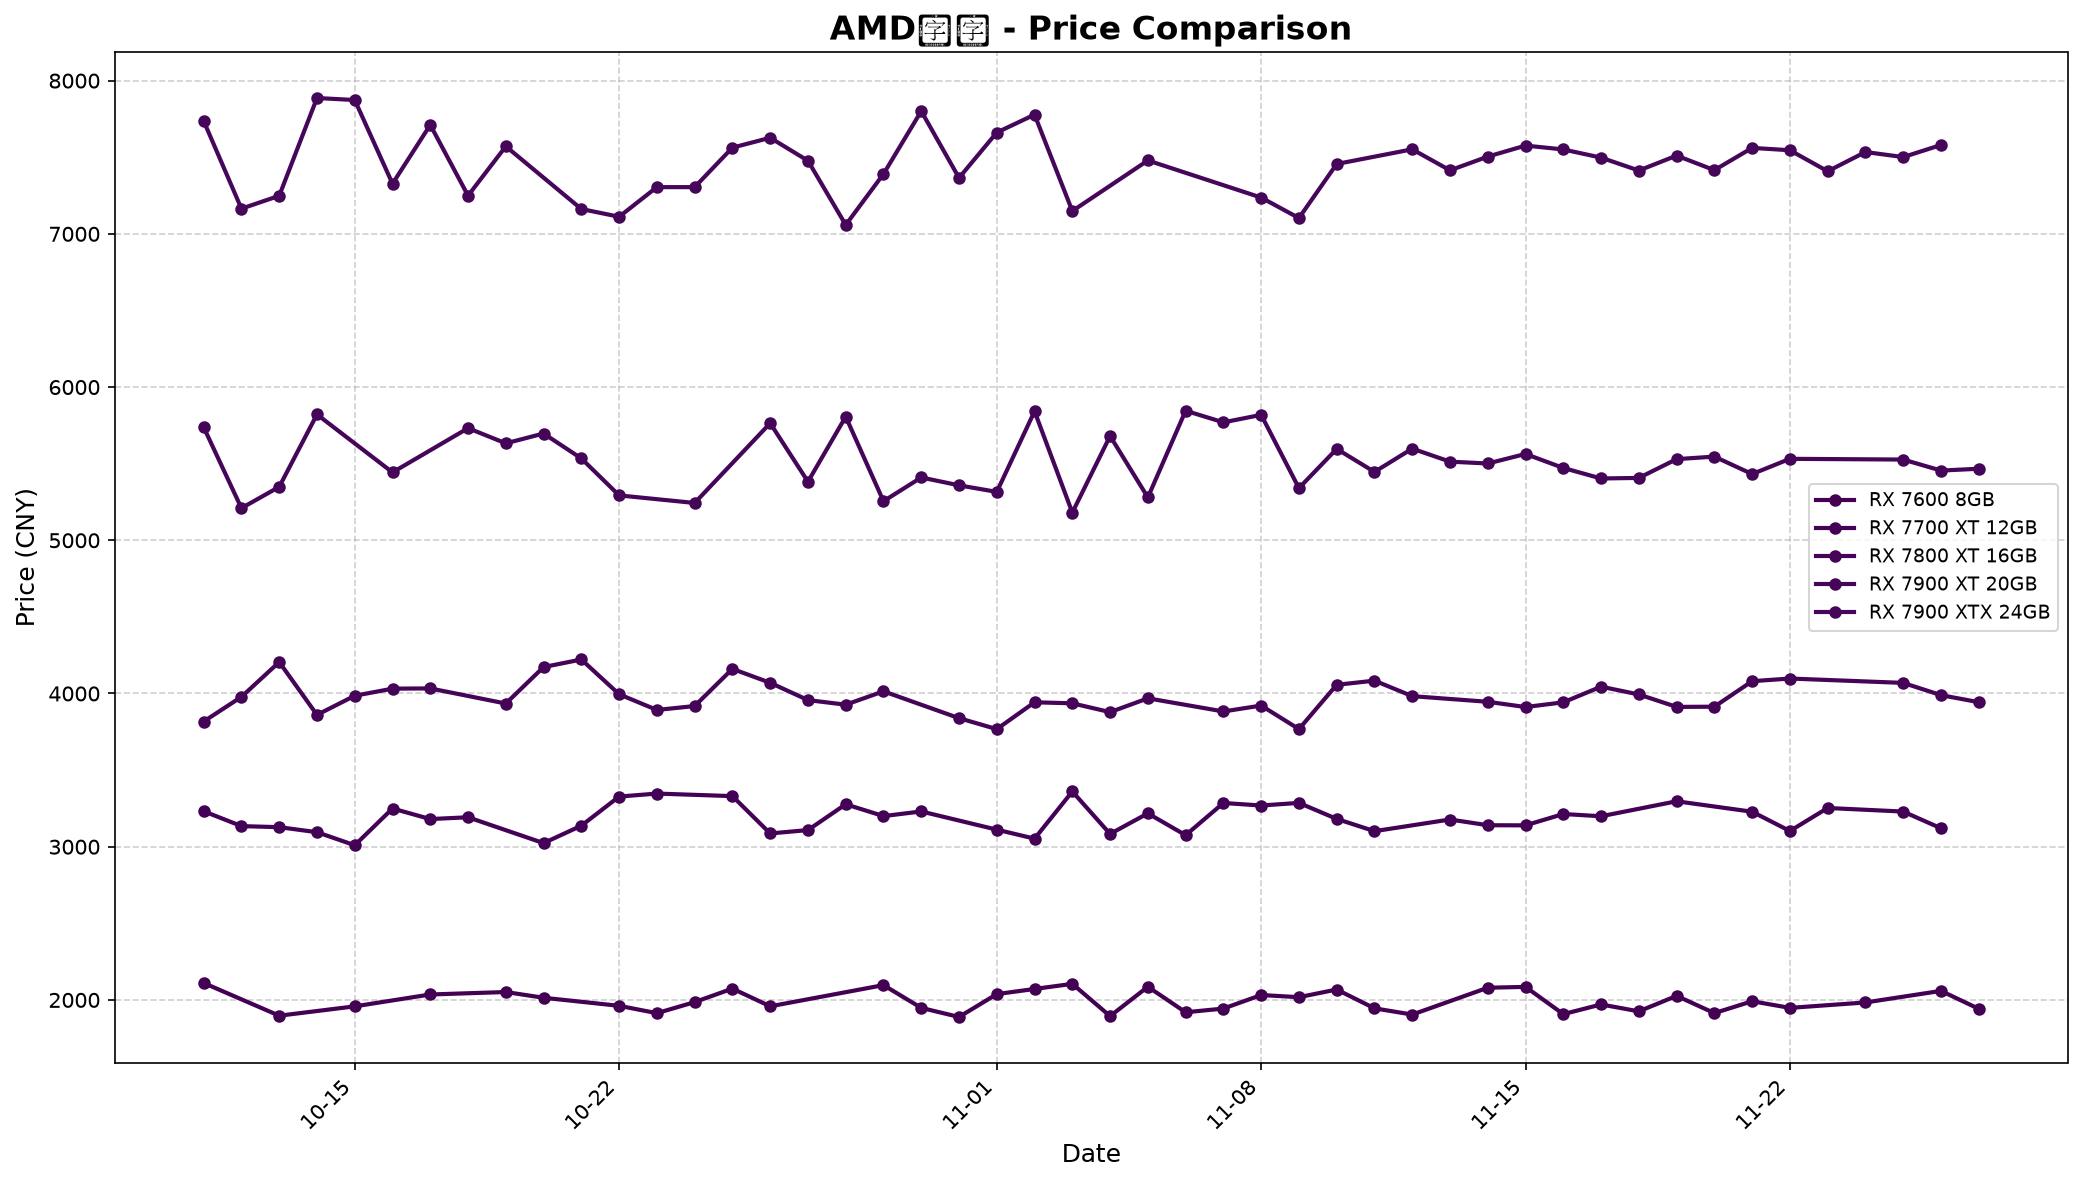 AMD - Price Comparison
8000
7000
6000
5000
4000
3000
2000
Price (CNY)
RX 7600 8GB
RX 7700 XT 12GB
RX 7800 XT 16GB
RX 7900 XT 20GB
RX 7900 XTX 24GB
10-15
10-22
11-01
11-08
11-15
11-22
Date